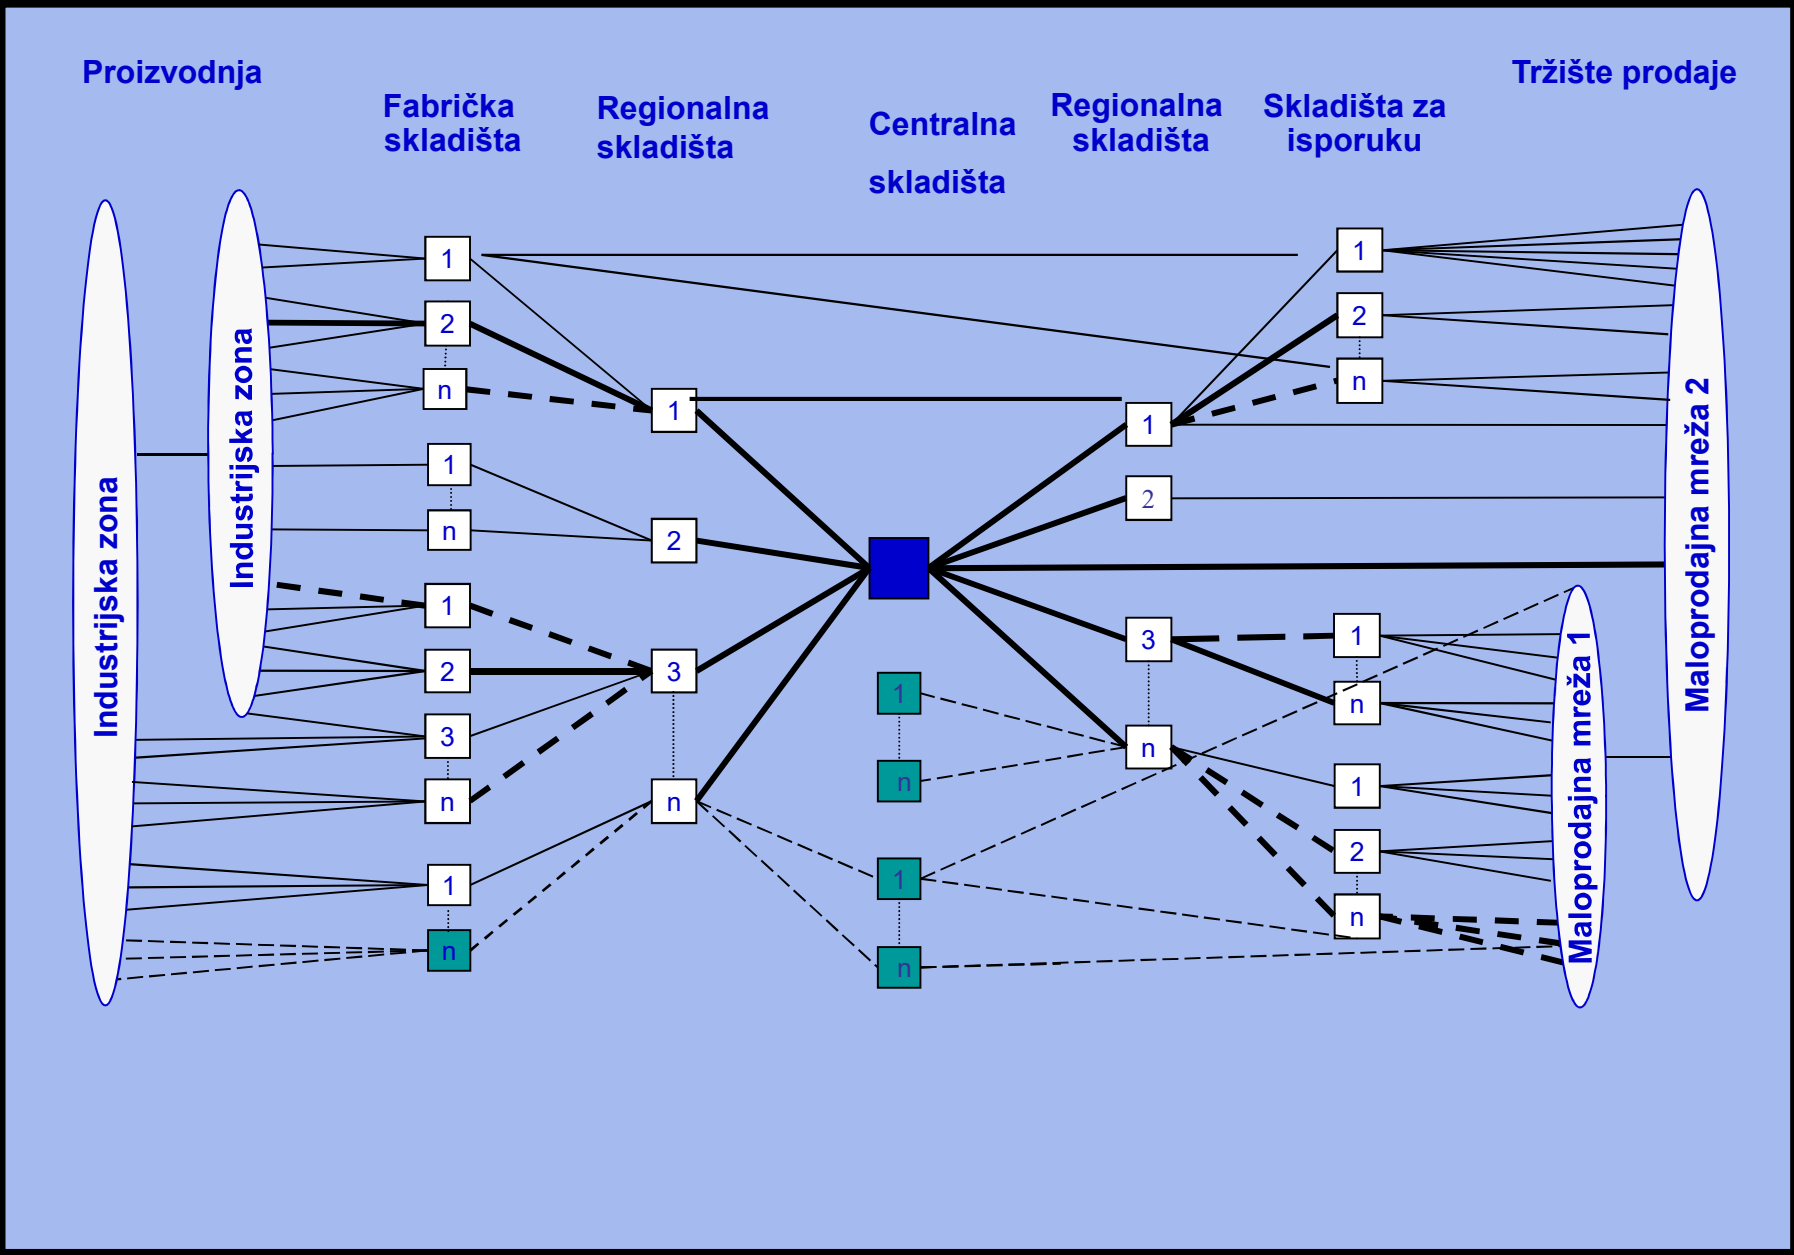 Proizvodnja
Tržište prodaje
Fabrička
skladišta
Regionalna
skladišta
Centralna
skladišta
Regionalna
skladišta
Skladišta za
isporuku
Industrijska zona
Industrijska zona
1
2
n
1
n
1
2
3
n
1
n
1
2
3
n
1
n
1
n
1
2
3
n
1
2
n
1
n
1
2
n
Maloprodajna mreža 1
Maloprodajna mreža 2